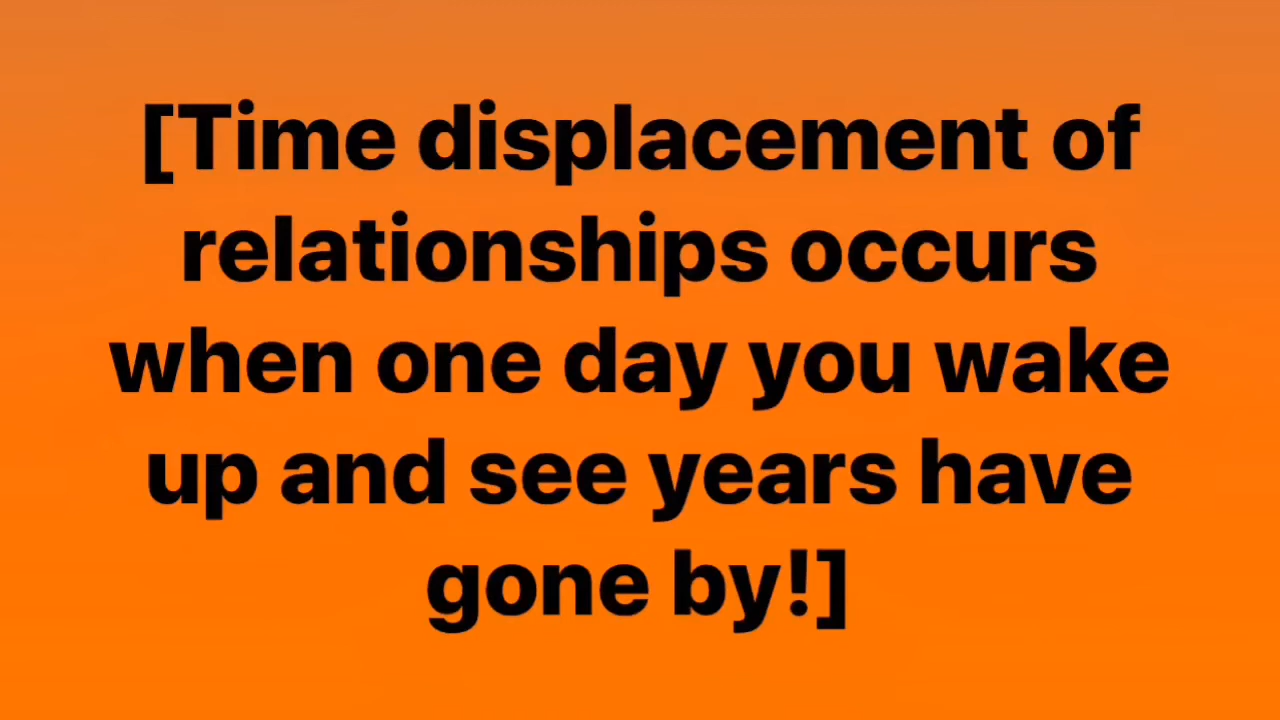 [Time displacement of
relationships occurs
when one day you wake
up and see years have
gone by!]